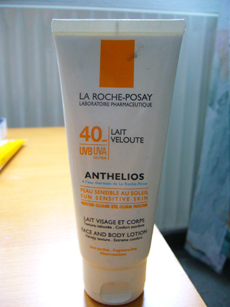 LA ROCHE-POSAY
LABORATOIRE PHARMACEUTIQUE
40
LAIT
VELOUTE
UVB UVA
ANTHELIOS
PEAU SENSIBLE AU SOLEIL
SUN SENSITIVE SKIN
LAIT VISAGE ET CORPS
FACE AND BODY LOTION